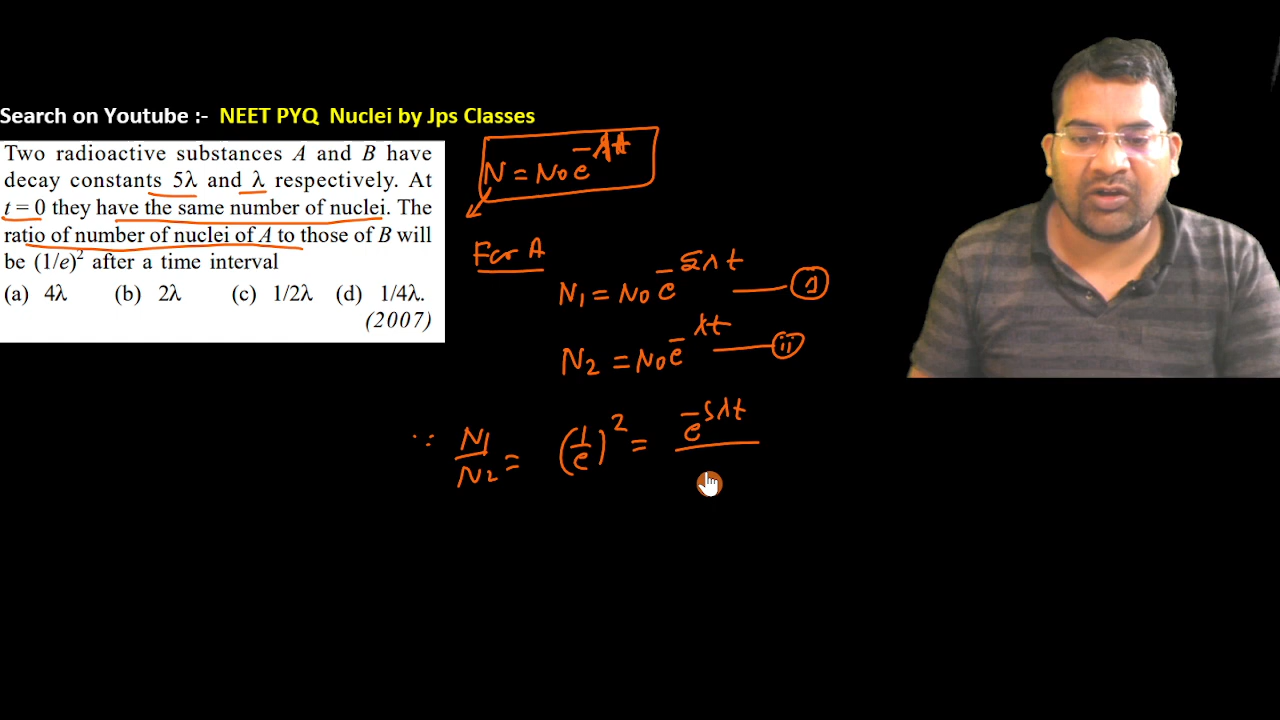 Search on Youtube :- NEET PYQ Nuclei by Jps Classes
Two radioactive substances A and B have
decay constants 5λ and λ respectively. At
t = 0 they have the same number of nuclei. The
ratio of number of nuclei of A to those of B will
be (1/e)² after a time interval
(a) 4λ (b) 2λ (c) 1/2λ (d) 1/4λ.
(2007)
N = N₀e^-λt
For A
N₁ = N₀e^-5λt — (i)
N₂ = N₀e^-λt — (ii)
∵ N₁/N₂ = (1/e)² = e^-5λt/